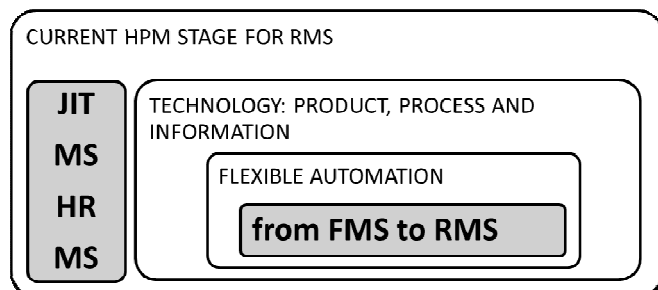 CURRENT HPM STAGE FOR RMS
JIT
MS
HR
MS
TECHNOLOGY: PRODUCT, PROCESS AND
INFORMATION
FLEXIBLE AUTOMATION
from FMS to RMS